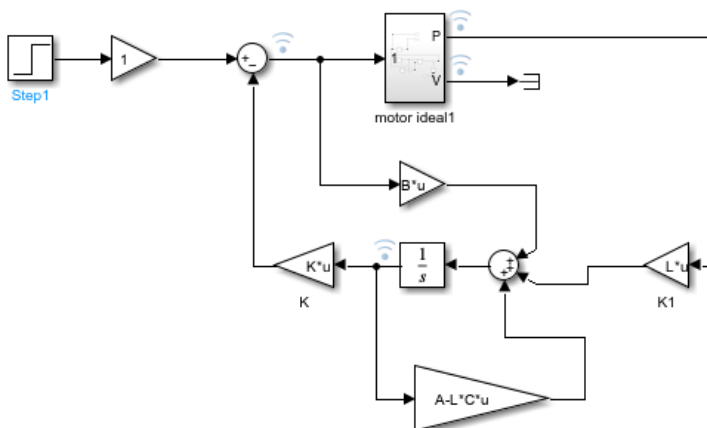 1
+
−
1
P
V
Step1
motor ideal1
B*u
K*u
1
s
+
+
+
L*u
K
K1
A-L*C*u